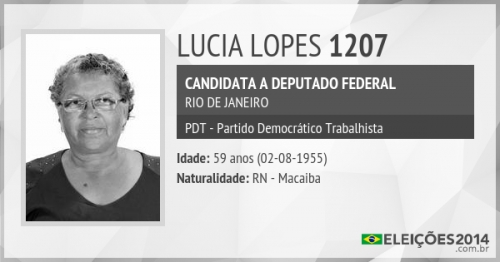 LUCIA LOPES 1207
CANDIDATA A DEPUTADO FEDERAL
RIO DE JANEIRO
PDT - Partido Democrático Trabalhista
Idade: 59 anos (02-08-1955)
Naturalidade: RN - Macaiba
ELEIÇÕES2014
.com.br